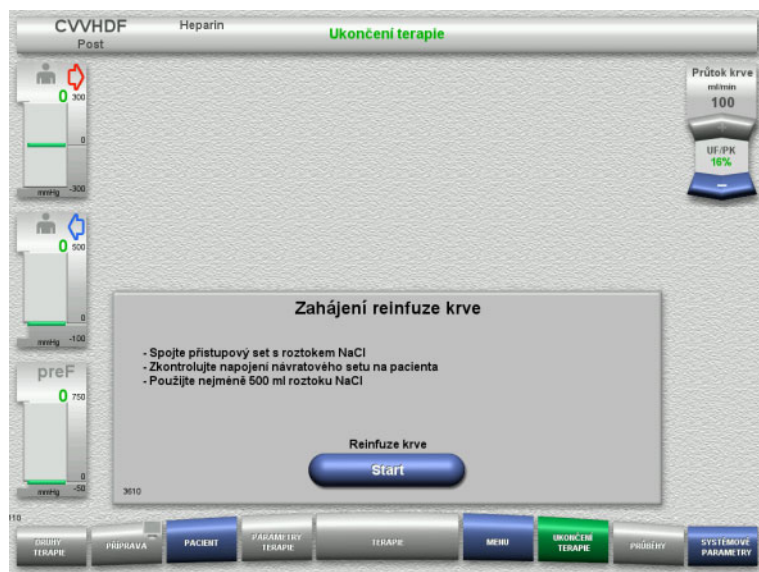 CVVHDF
Post
Heparin
Ukončení terapie
0
300
0
mmHg
-300
0
500
0
mmHg
-100
preF
0
750
0
mmHg
-50
Průtok krve
ml/min
100
+
UF/PK
16%
−
Zahájení reinfuze krve
- Spojte přístupový set s roztokem NaCl
- Zkontrolujte napojení návratového setu na pacienta
- Použijte nejméně 500 ml roztoku NaCl
Reinfuze krve
Start
3610
DRUHY
TERAPIE
PŘÍPRAVA
PACIENT
PARAMETRY
TERAPIE
TERAPIE
MENU
UKONČENÍ
TERAPIE
PRŮBĚHY
SYSTÉMOVÉ
PARAMETRY